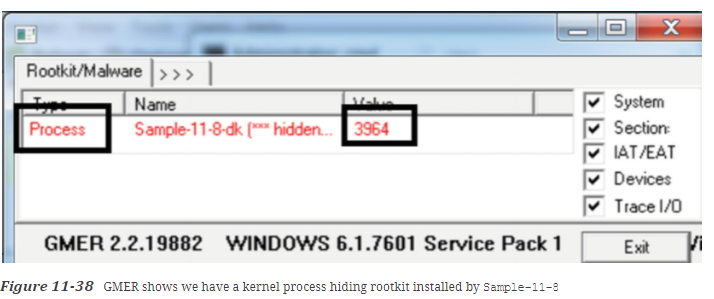 Rootkit/Malware > > >
Type Name Value
Process Sample-11-8-dk (*** hidden... 3964
System
Section:
IAT/EAT
Devices
Trace I/O
GMER 2.2.19882 WINDOWS 6.1.7601 Service Pack 1 Exit
Figure 11-38 GMER shows we have a kernel process hiding rootkit installed by Sample-11-8